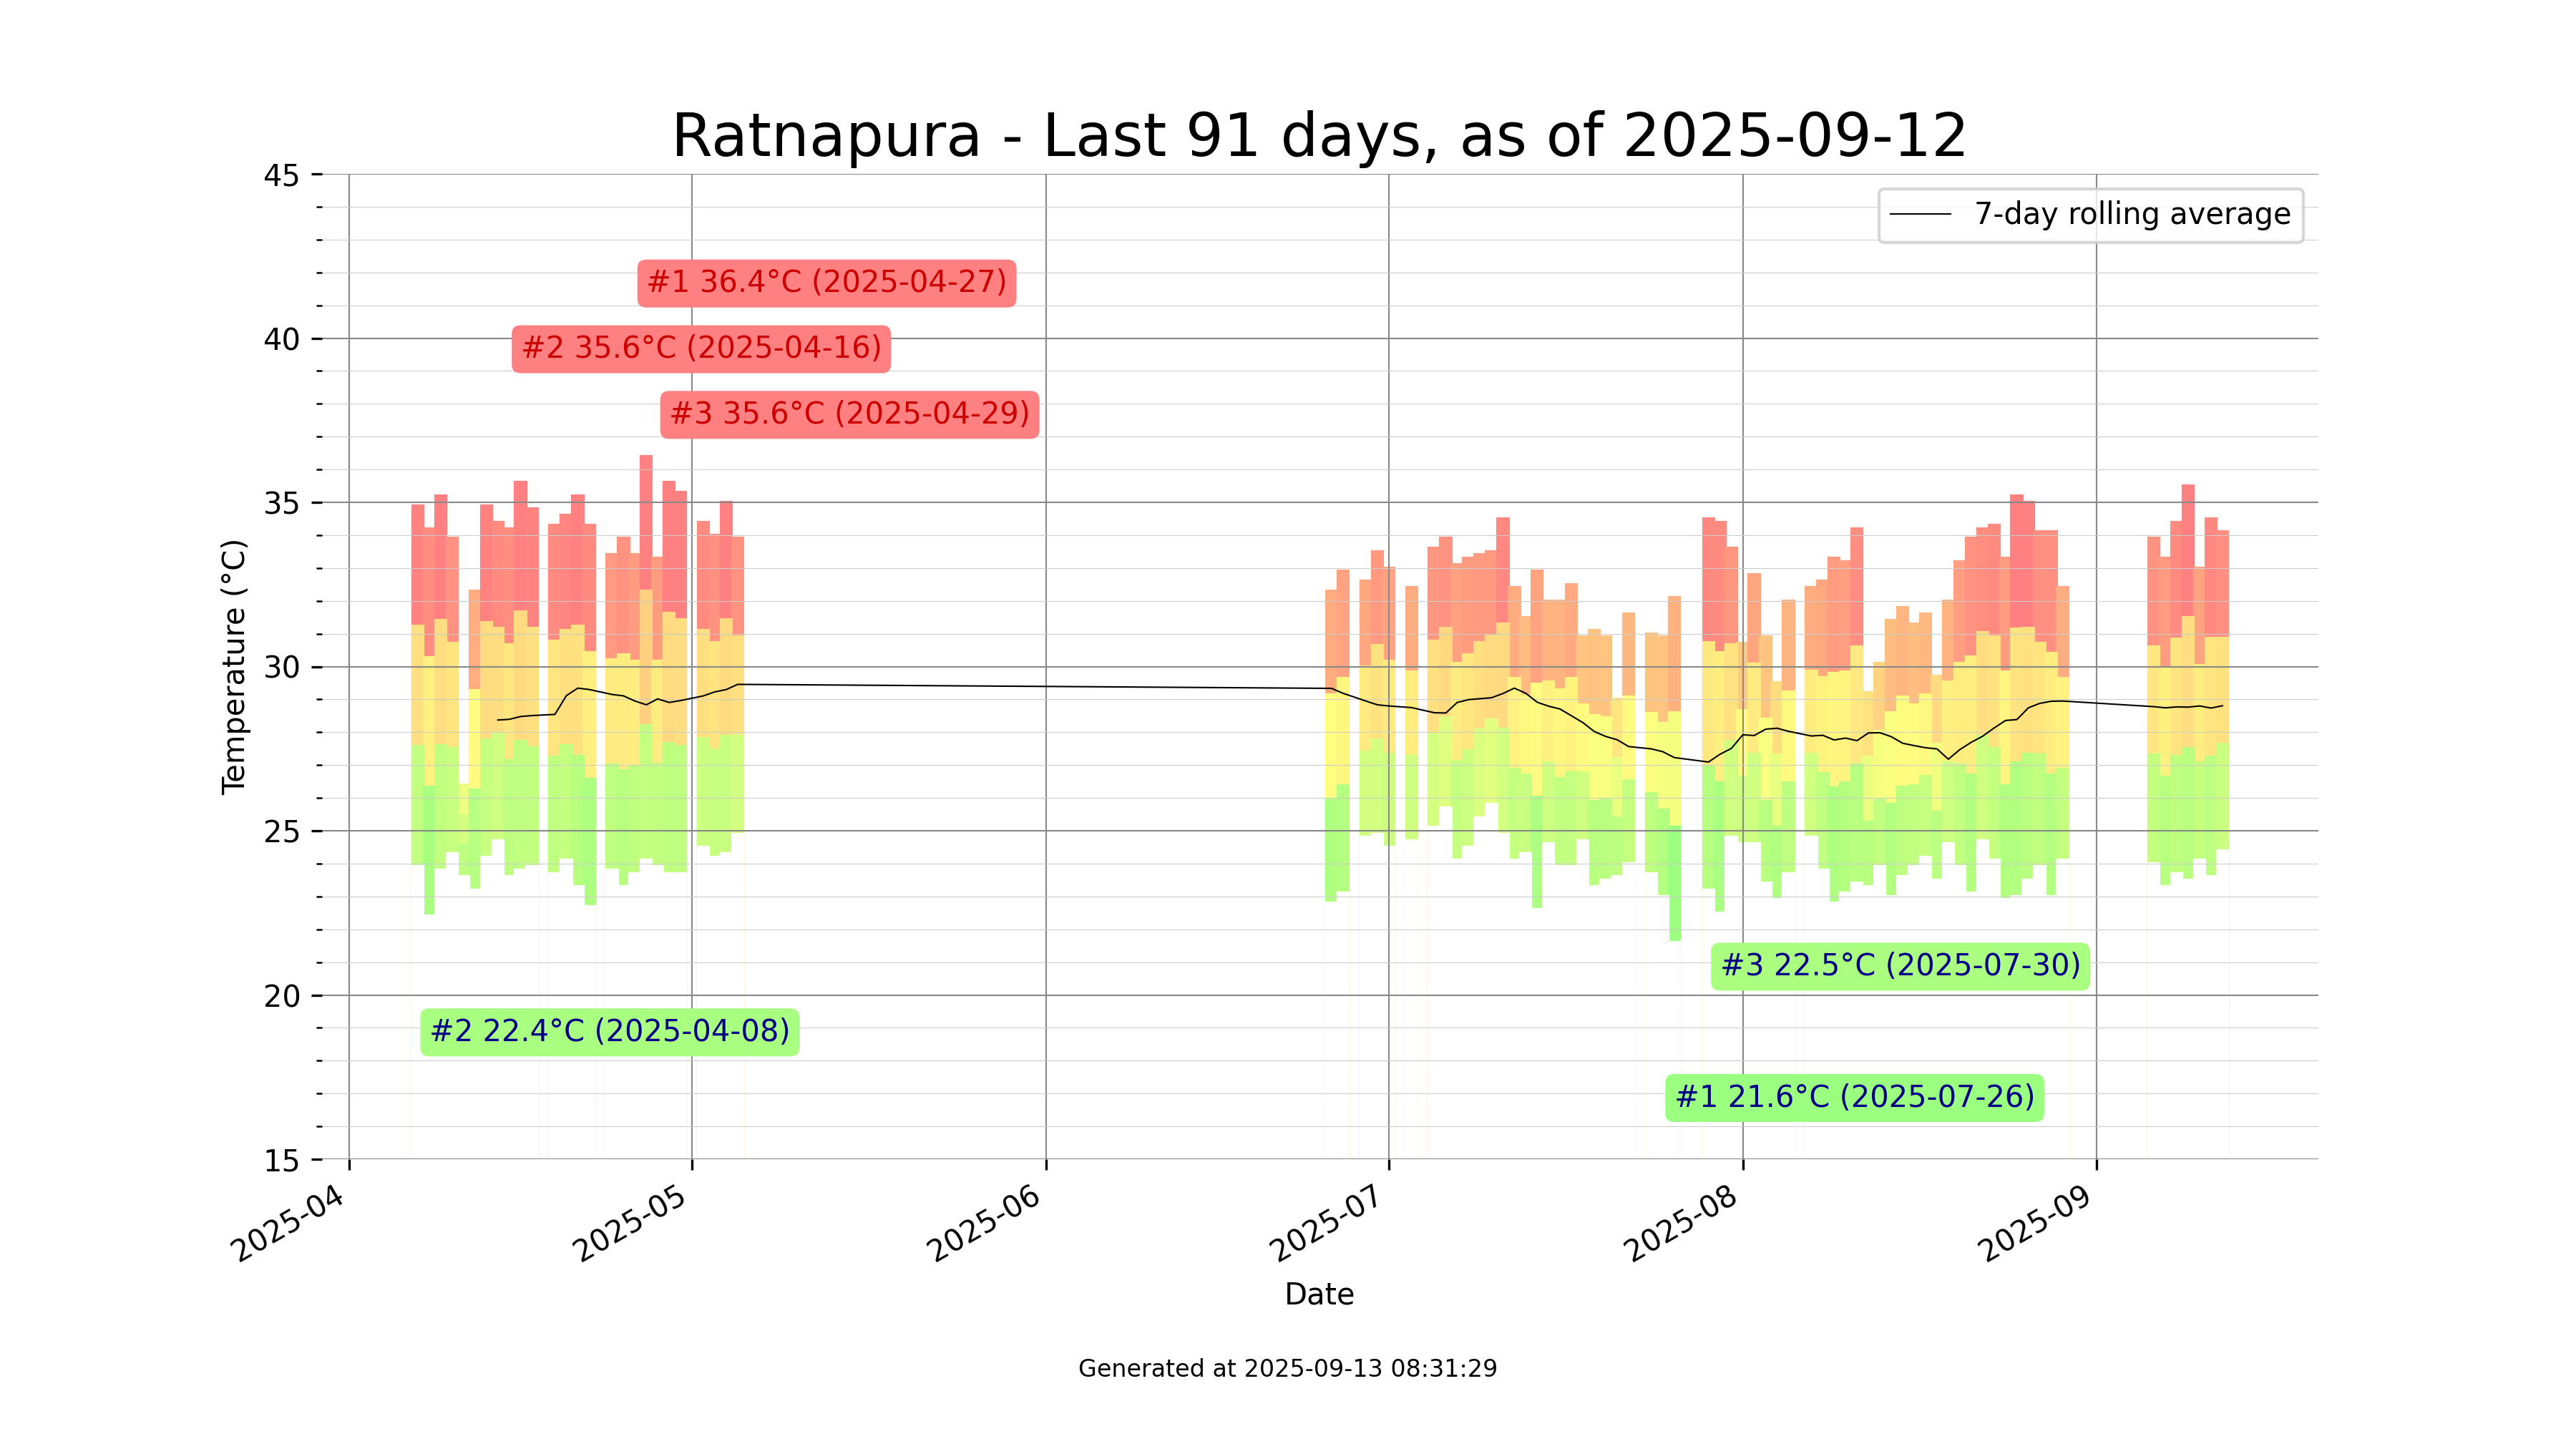 Ratnapura - Last 91 days, as of 2025-09-12
45
7-day rolling average
#1 36.4°C (2025-04-27)
40
#2 35.6°C (2025-04-16)
#3 35.6°C (2025-04-29)
35
30
Temperature (°C)
25
#3 22.5°C (2025-07-30)
20
#2 22.4°C (2025-04-08)
#1 21.6°C (2025-07-26)
15
2025-04
2025-05
2025-06
2025-07
2025-08
2025-09
Date
Generated at 2025-09-13 08:31:29